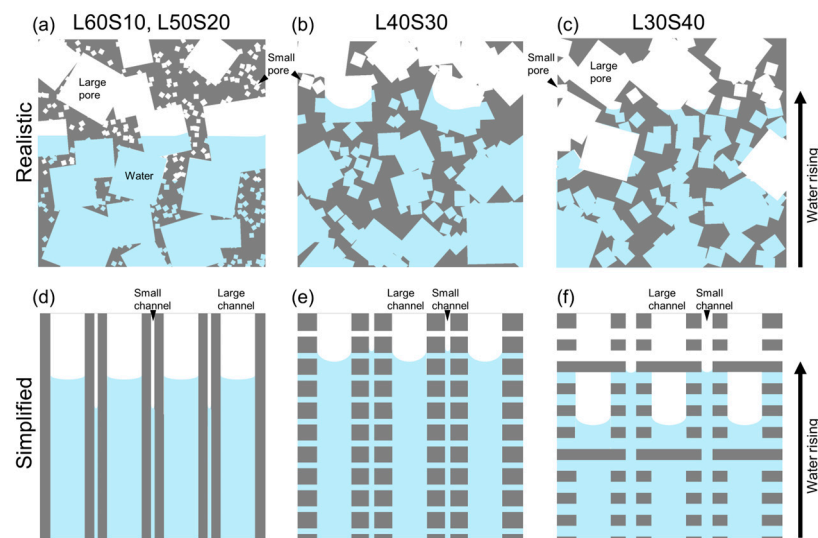 (a) L60S10, L50S20
(b) L40S30
(c) L30S40
Realistic
Large
pore
Small
pore
Water
Small
pore
Large
pore
Water rising
(d)
Small
channel
Large
channel
(e)
Large
channel
Small
channel
(f)
Large
channel
Small
channel
Simplified
Water rising